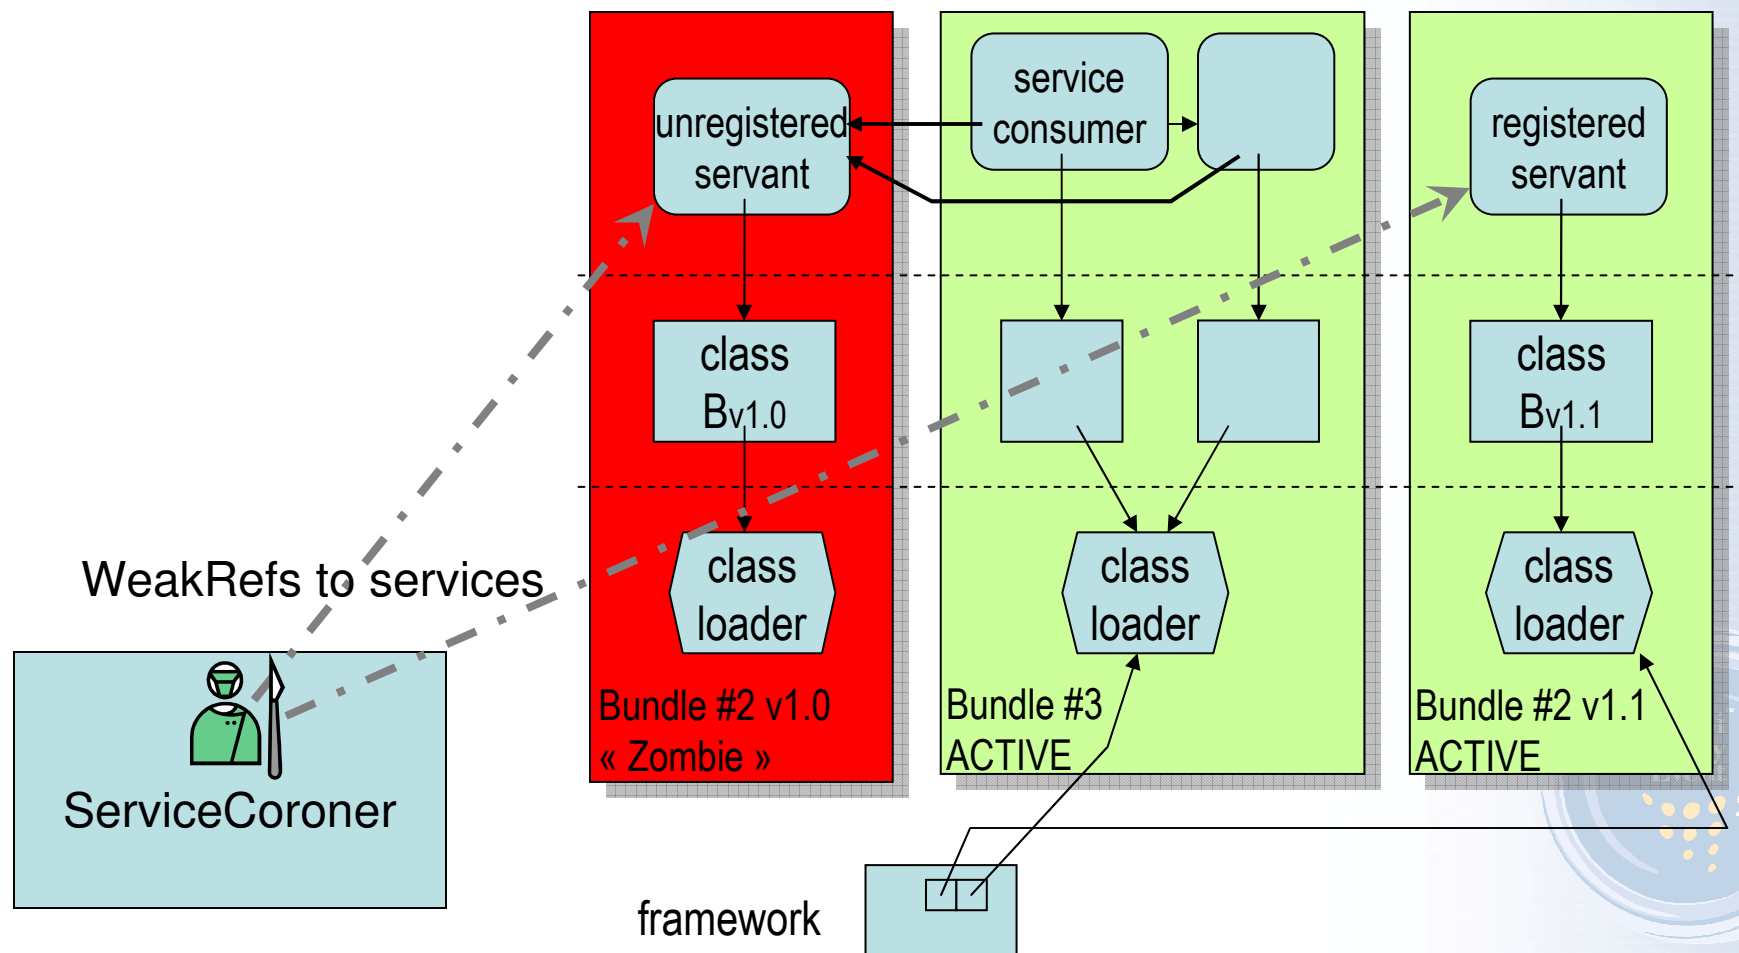 unregistered
servant
service
consumer
registered
servant
class
Bv1.0
class
Bv1.1
class
loader
class
loader
class
loader
WeakRefs to services
Bundle #2 v1.0
« Zombie »
Bundle #3
ACTIVE
Bundle #2 v1.1
ACTIVE
ServiceCoroner
framework